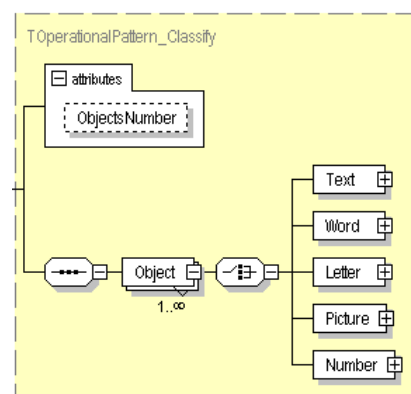 TOperationalPattern_Classify
attributes
ObjectsNumber
Text
Word
Object
Letter
1..∞
Picture
Number